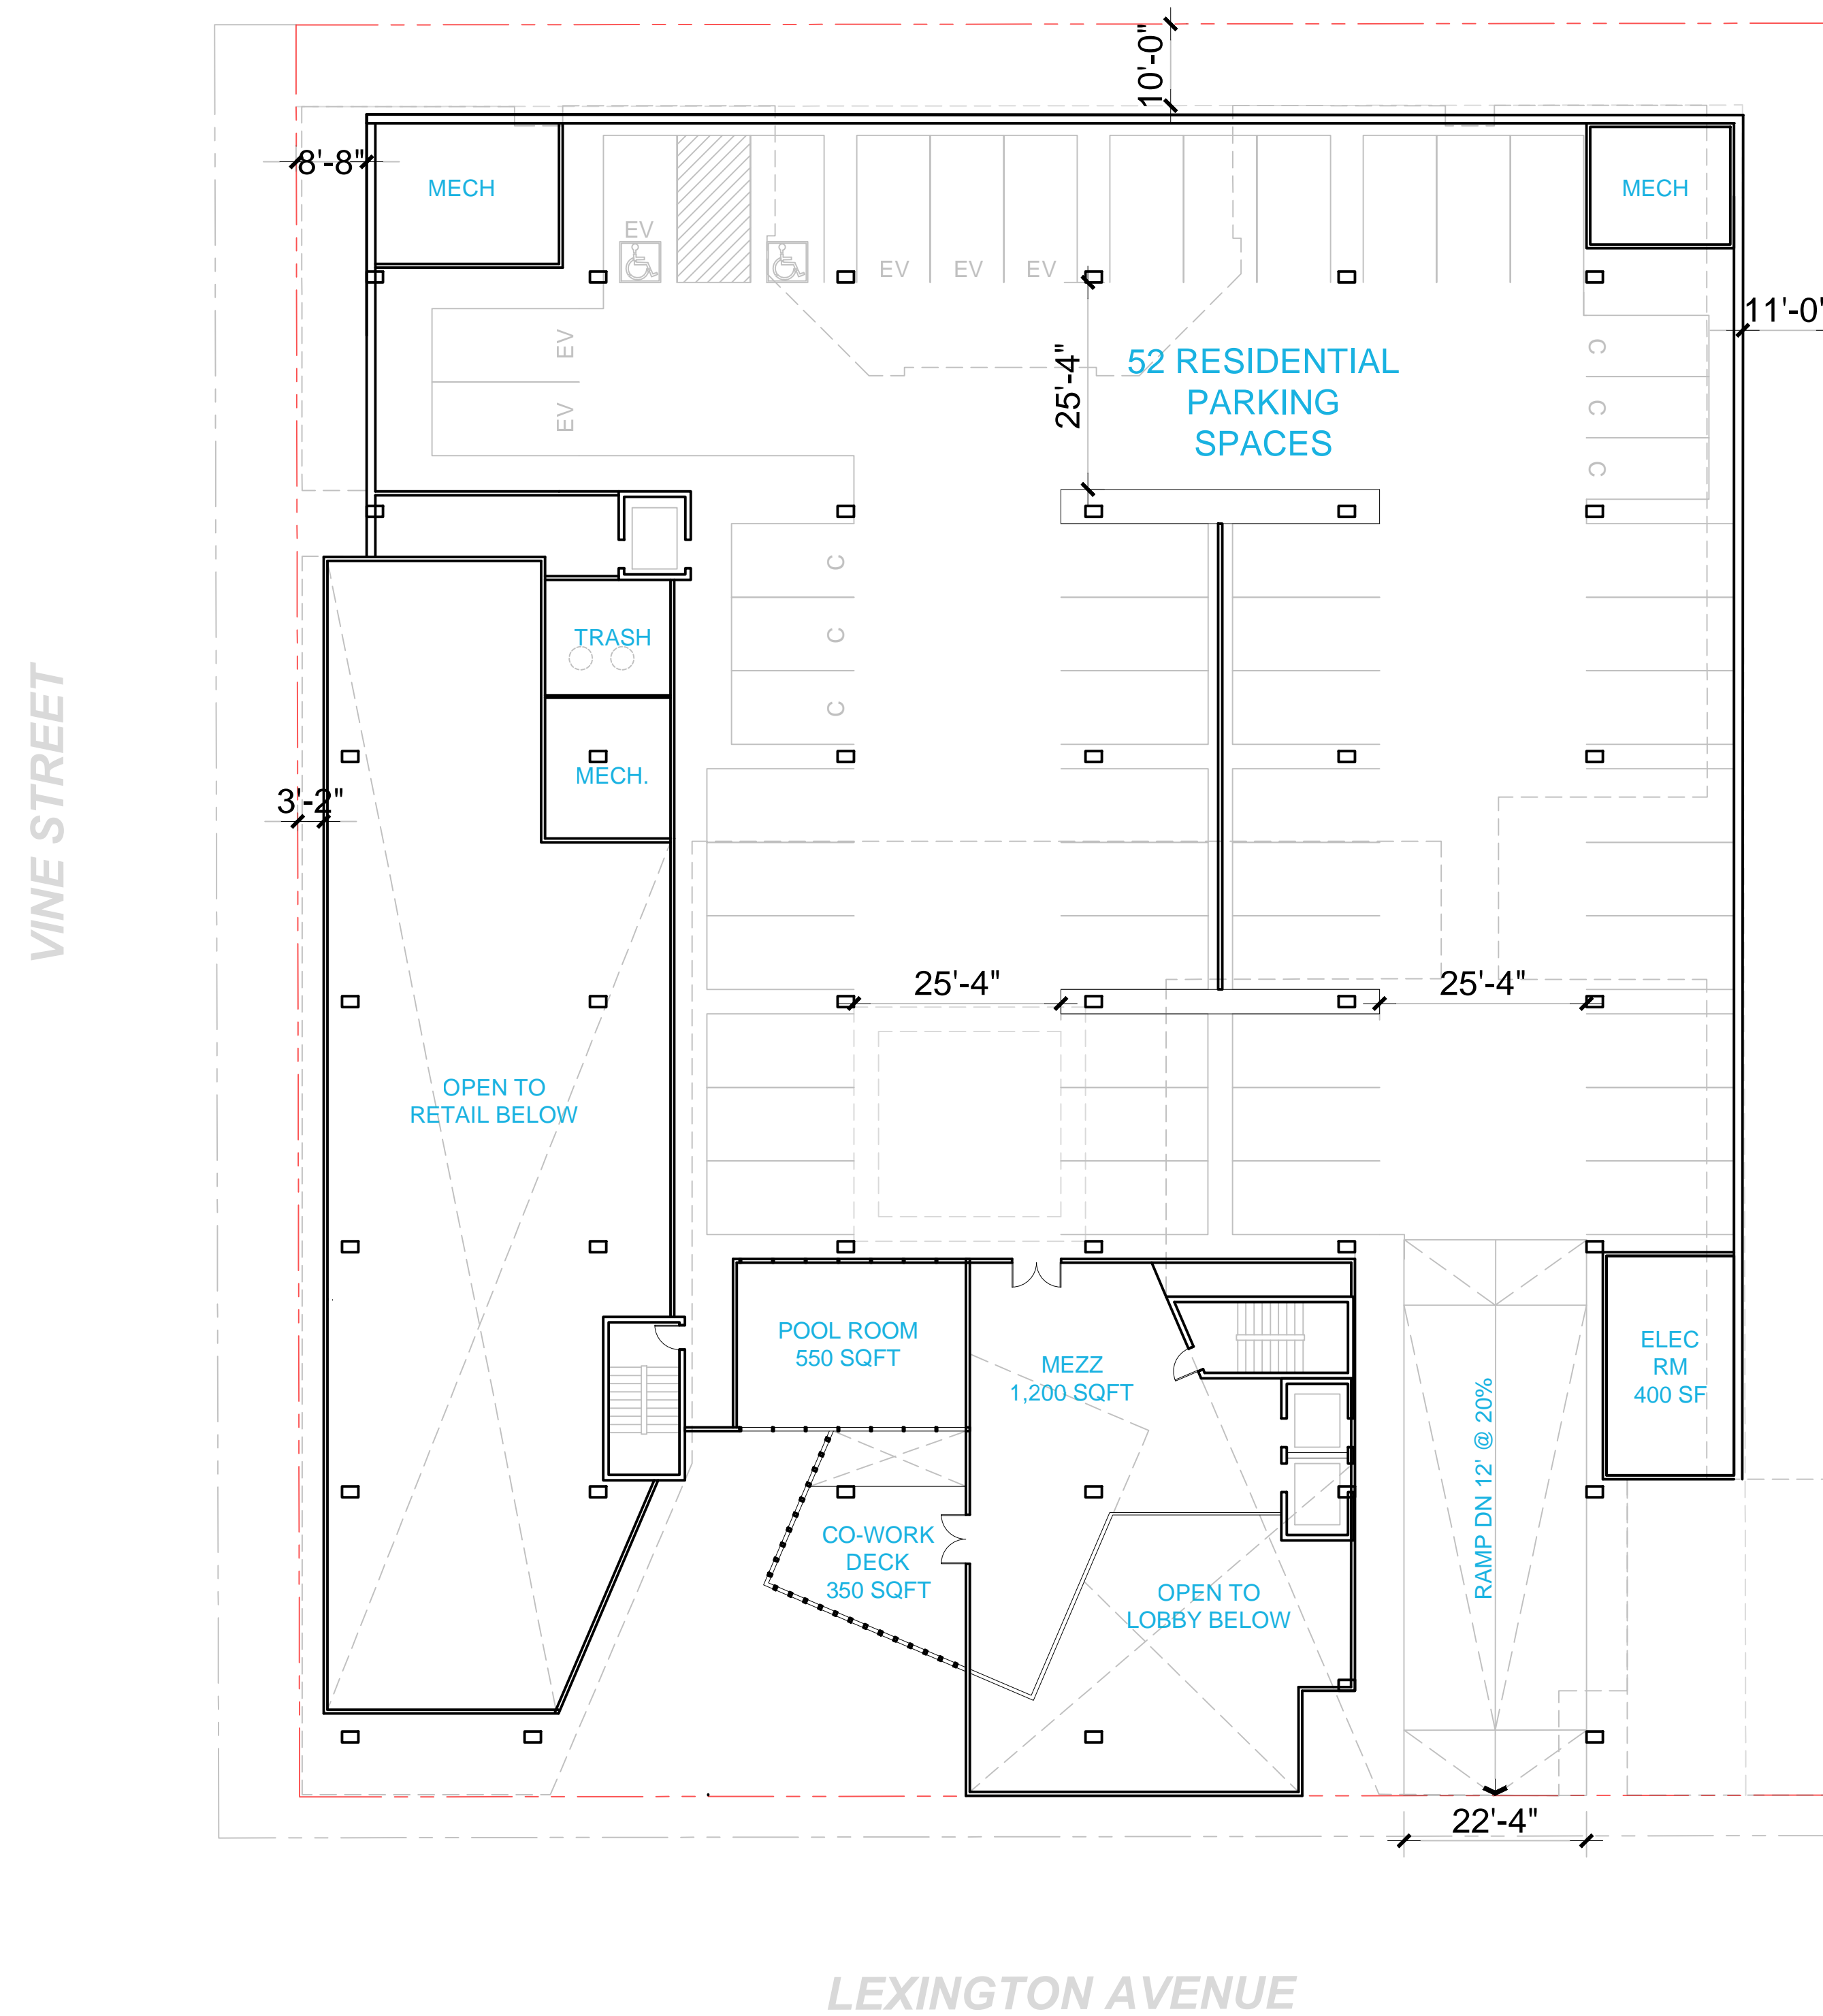 10'-0"
8'-8"
MECH
MECH
EV
EV
EV
EV
11'-0"
EV
EV
25'-4"
52 RESIDENTIAL
PARKING
SPACES
C
C
C
C
C
C
TRASH
MECH.
3'-2"
VINE STREET
25'-4"
25'-4"
OPEN TO
RETAIL BELOW
POOL ROOM
550 SQFT
MEZZ
1,200 SQFT
ELEC
RM
400 SF
RAMP DN 12' @ 20%
CO-WORK
DECK
350 SQFT
OPEN TO
LOBBY BELOW
22'-4"
LEXINGTON AVENUE